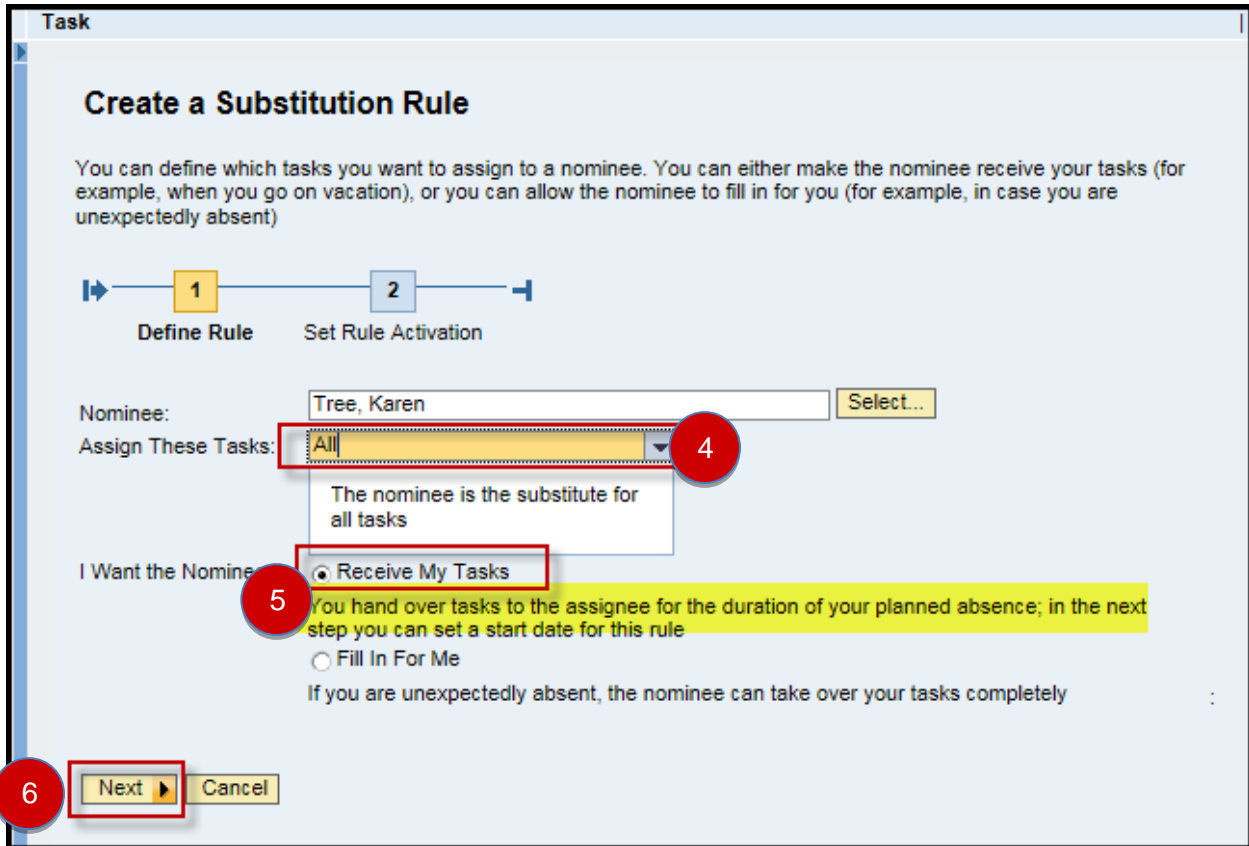 Task
Create a Substitution Rule
You can define which tasks you want to assign to a nominee. You can either make the nominee receive your tasks (for
example, when you go on vacation), or you can allow the nominee to fill in for you (for example, in case you are
unexpectedly absent)
1 2
Define Rule Set Rule Activation
Nominee: Tree, Karen Select...
Assign These Tasks: All 4
The nominee is the substitute for
all tasks
I Want the Nominee Receive My Tasks
5 You hand over tasks to the assignee for the duration of your planned absence; in the next
step you can set a start date for this rule
Fill In For Me
If you are unexpectedly absent, the nominee can take over your tasks completely :
6 Next Cancel